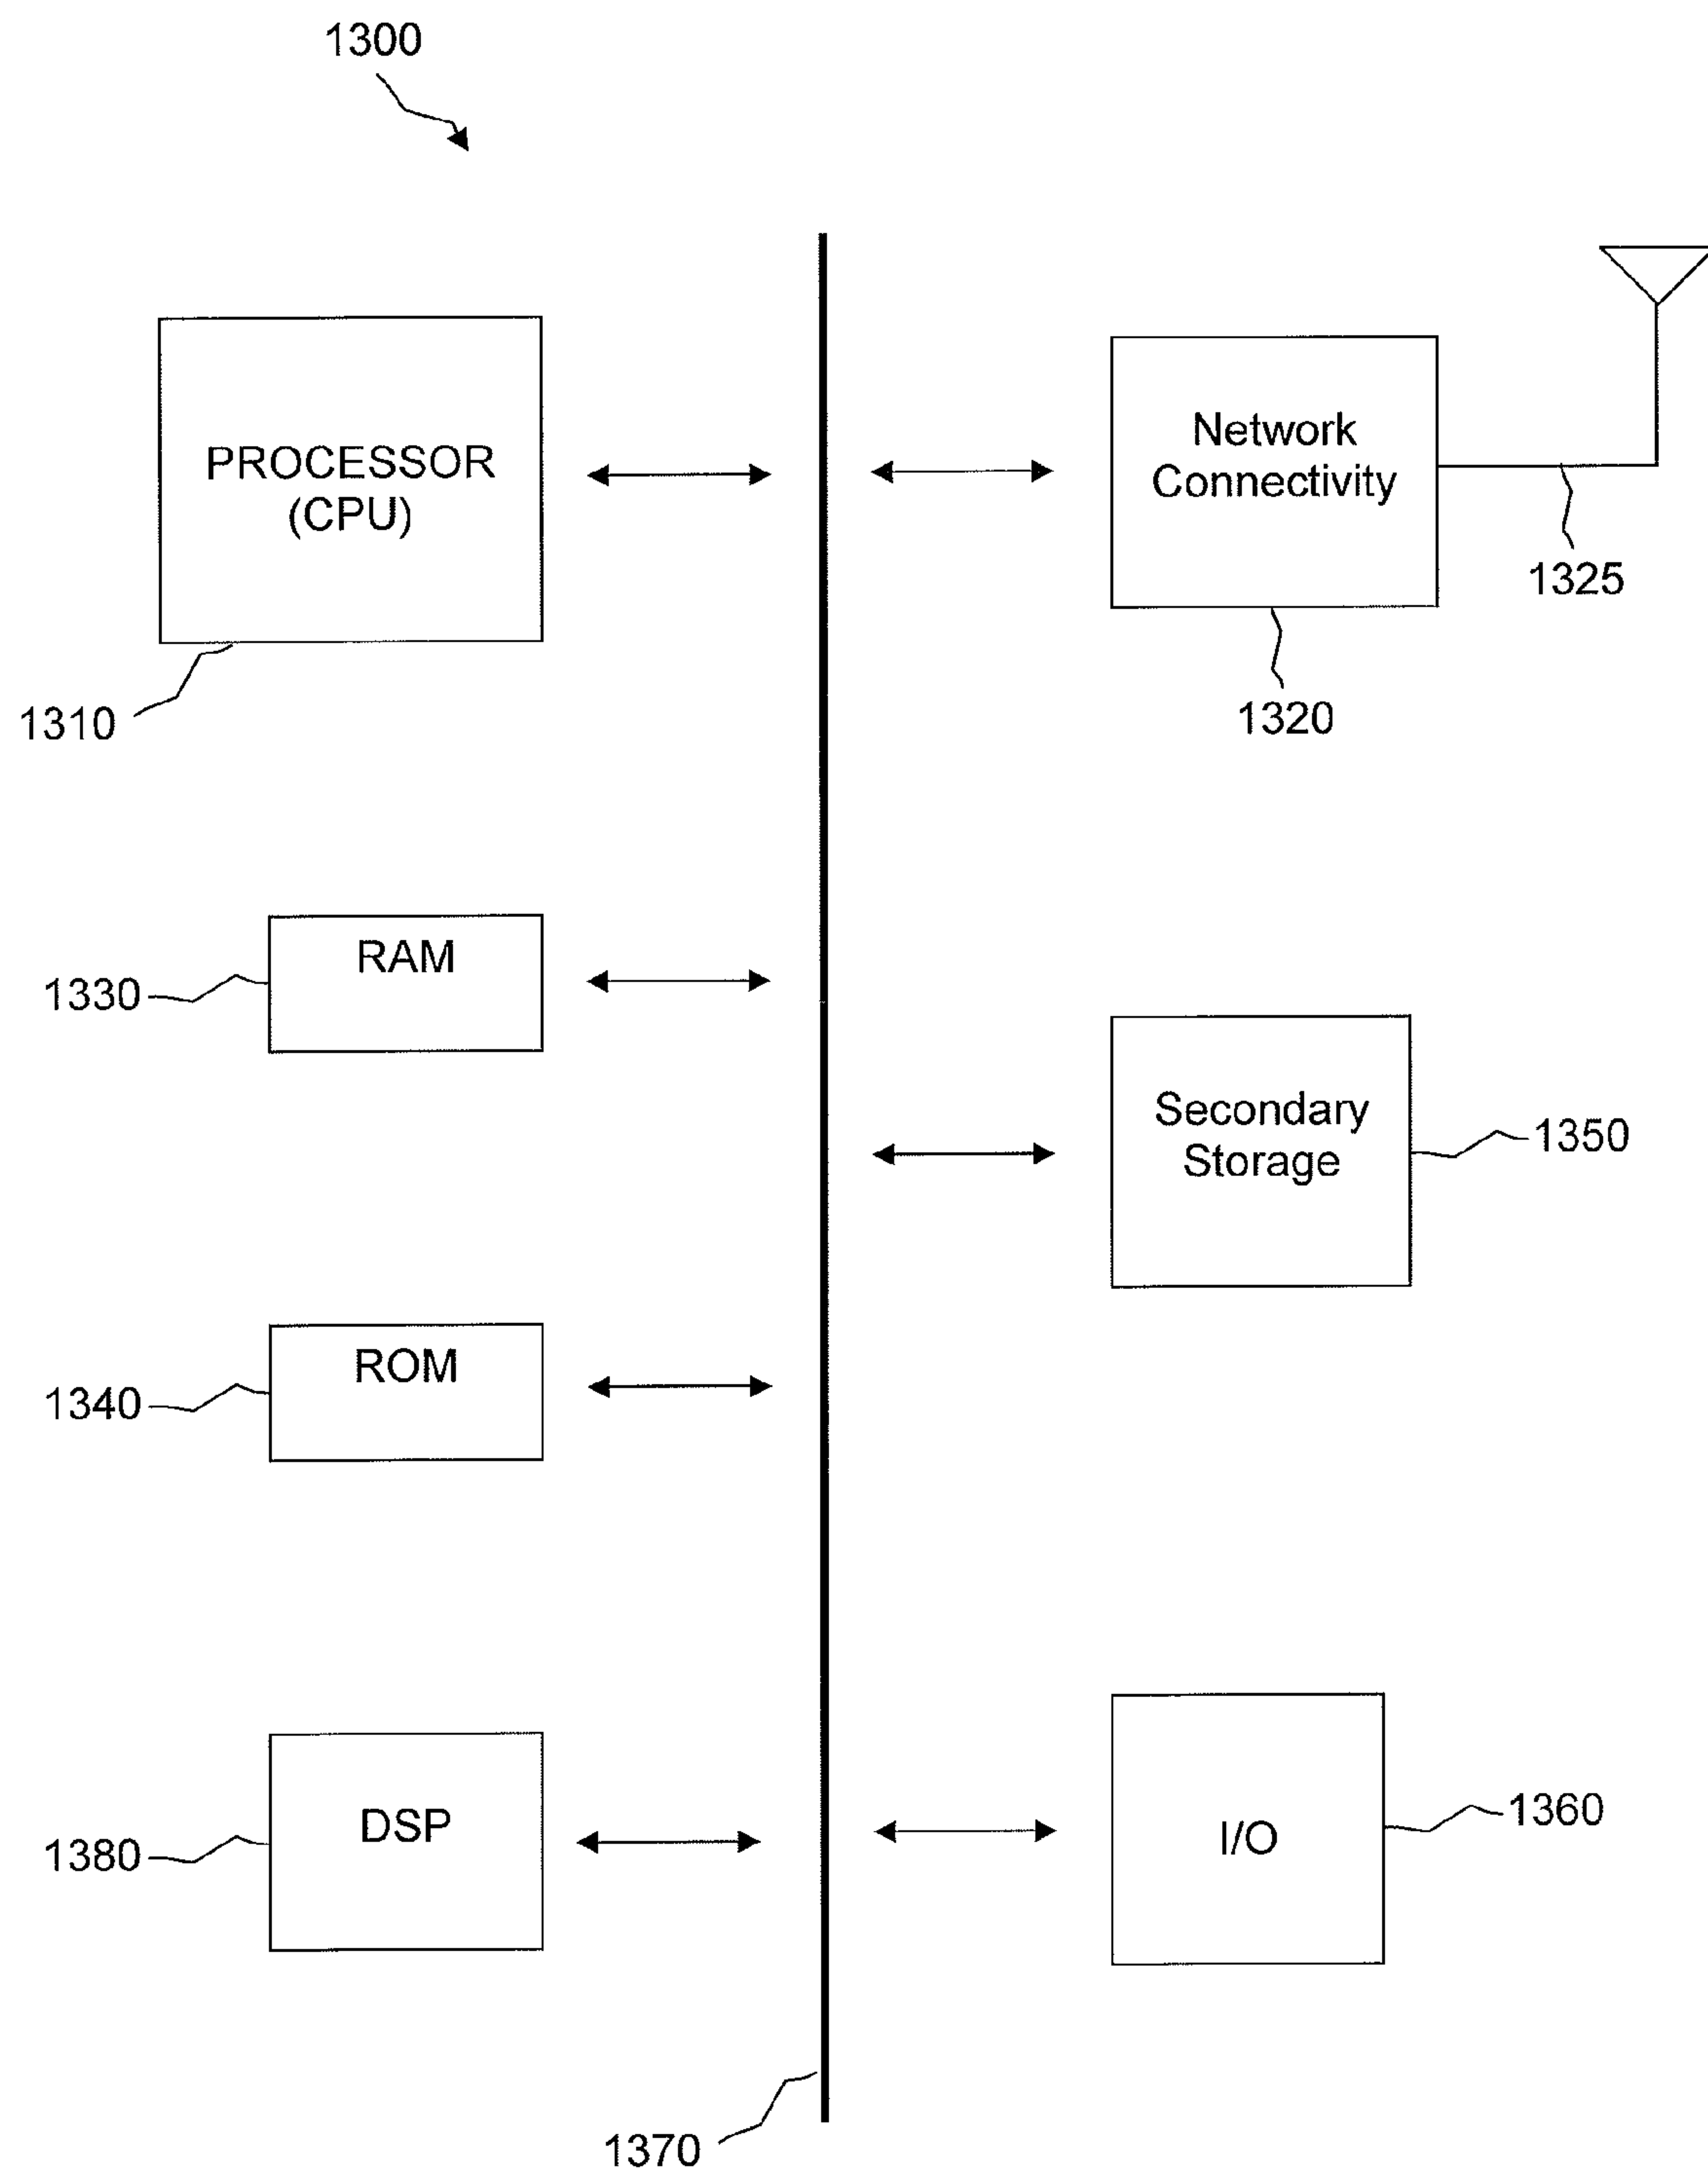 1300
PROCESSOR
(CPU)
1310
Network
Connectivity
1325
1320
RAM
1330
Secondary
Storage
1350
ROM
1340
DSP
1380
I/O
1360
1370